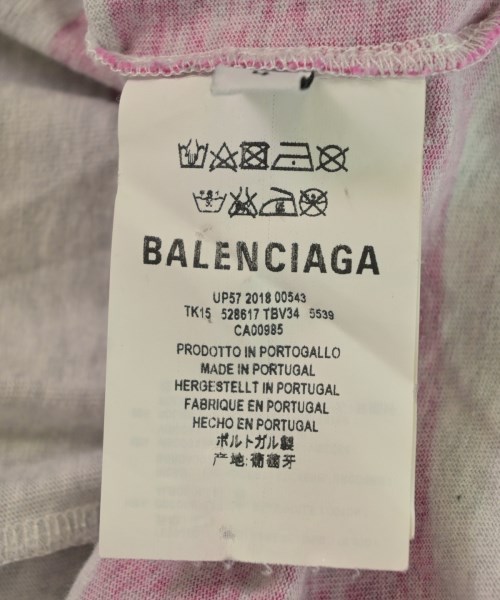 BALENCIAGA
UP57 2018 00543
TK15 528617 TBV34 5539
CA00985
PRODOTTO IN PORTOGALLO
MADE IN PORTUGAL
HERGESTELLT IN PORTUGAL
FABRIQUE EN PORTUGAL
HECHO EN PORTUGAL
ポルトガル製
产地:葡萄牙